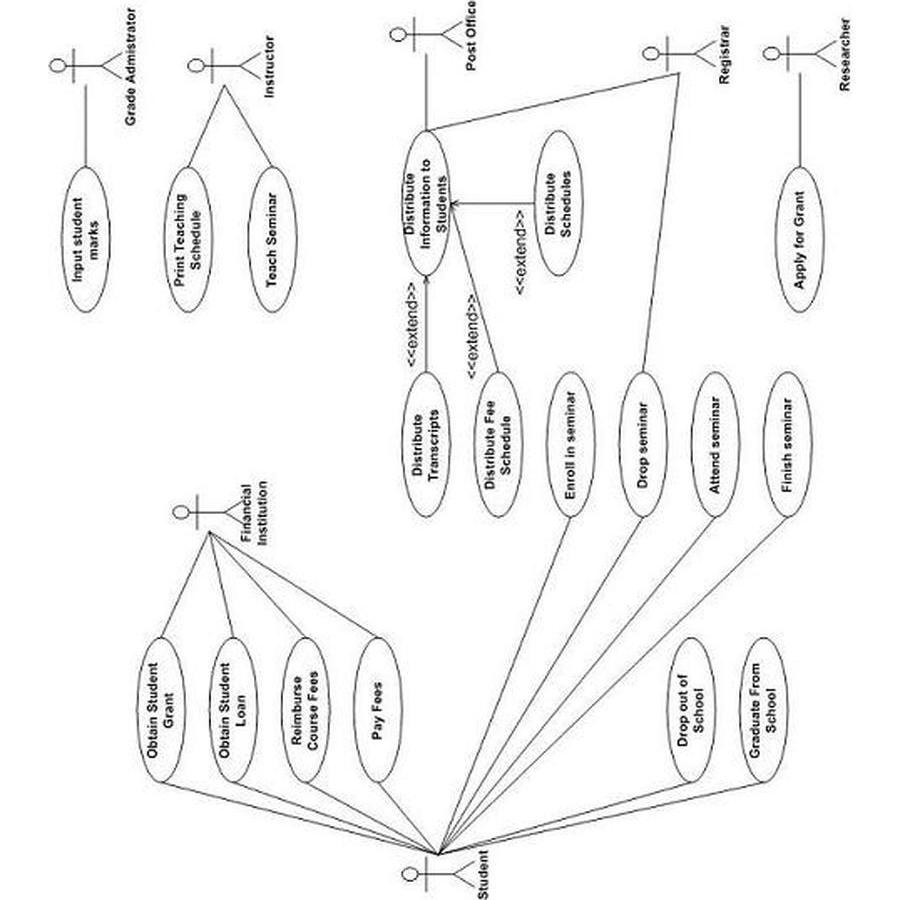 Grade Admistrator
Instructor
Post Office
Registrar
Researcher
Input student
marks
Print Teaching
Schedule
Teach Seminar
Distribute
Information to
Students
Distribute
Schedules
Apply for Grant
<<extend>>
<<extend>>
<<extend>>
Distribute
Transcripts
Distribute Fee
Schedule
Enroll in seminar
Drop seminar
Attend seminar
Finish seminar
Financial
Institution
Obtain Student
Grant
Obtain Student
Loan
Reimburse
Course Fees
Pay Fees
Drop out of
School
Graduate From
School
Student